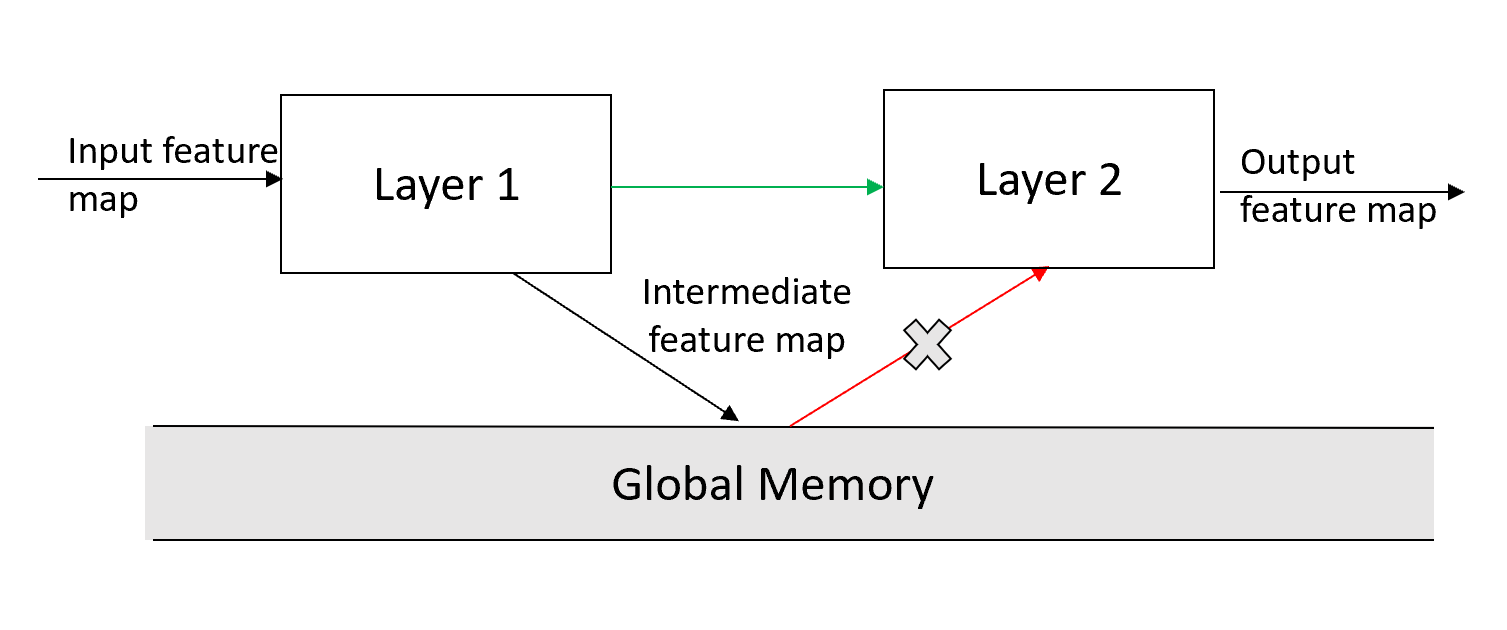 Input feature
map
Layer 1
Layer 2
Output
feature map
Intermediate
feature map
Global Memory